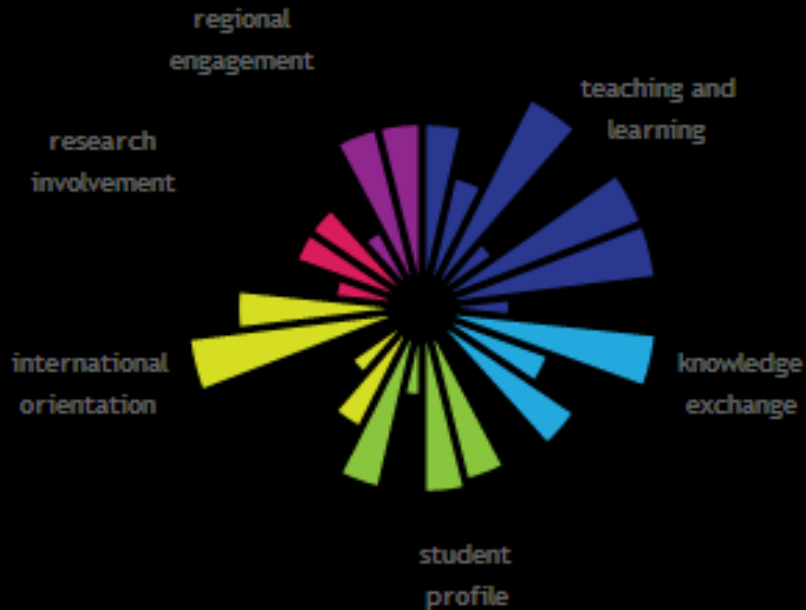 regional
engagement
teaching and
learning
research
involvement
international
orientation
knowledge
exchange
student
profile